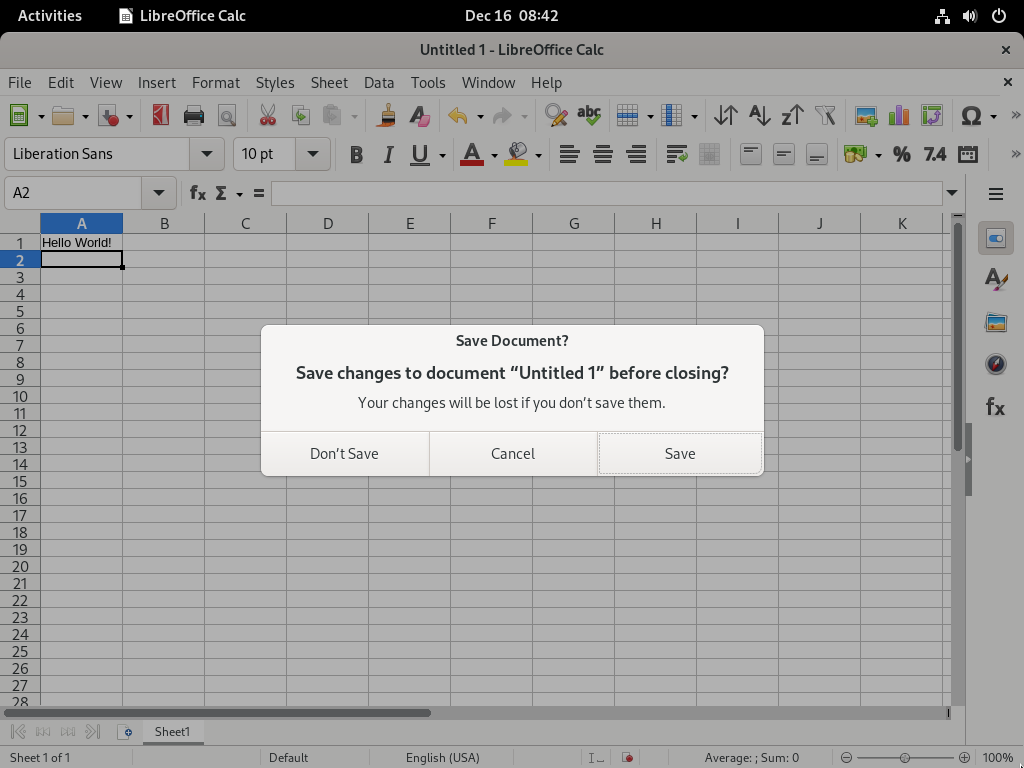 Activities LibreOffice Calc Dec 16 08:42
Untitled 1 - LibreOffice Calc
File Edit View Insert Format Styles Sheet Data Tools Window Help
Liberation Sans 10 pt B I U A % 7.4
A2 fx Σ =
A B C D E F G H I J K
1 Hello World!
2
3
4
5
6
7
8
9
10
11
12
13
14
15
16
17
18
19
20
21
22
23
24
25
26
27
28
Save Document?
Save changes to document “Untitled 1” before closing?
Your changes will be lost if you don’t save them.
Don’t Save Cancel Save
Sheet1
Sheet 1 of 1 Default English (USA) Average: ; Sum: 0 100%